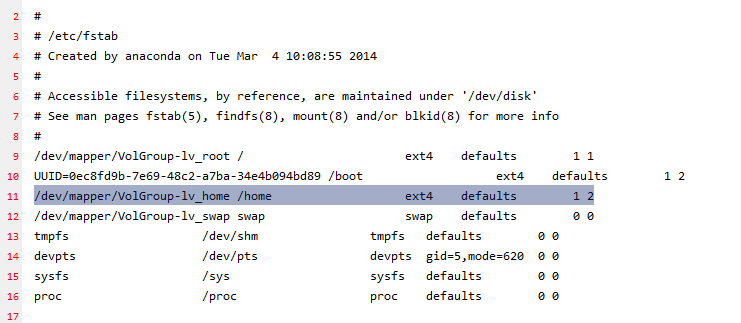 2 #
3 # /etc/fstab
4 # Created by anaconda on Tue Mar  4 10:08:55 2014
5 #
6 # Accessible filesystems, by reference, are maintained under '/dev/disk'
7 # See man pages fstab(5), findfs(8), mount(8) and/or blkid(8) for more info
8 #
9 /dev/mapper/VolGroup-lv_root /                       ext4    defaults        1 1
10 UUID=0ec8fd9b-7e69-48c2-a7ba-34e4b094bd89 /boot                   ext4    defaults        1 2
11 /dev/mapper/VolGroup-lv_home /home                   ext4    defaults        1 2
12 /dev/mapper/VolGroup-lv_swap swap                    swap    defaults        0 0
13 tmpfs                   /dev/shm                tmpfs   defaults        0 0
14 devpts                  /dev/pts                devpts  gid=5,mode=620  0 0
15 sysfs                   /sys                    sysfs   defaults        0 0
16 proc                    /proc                   proc    defaults        0 0
17